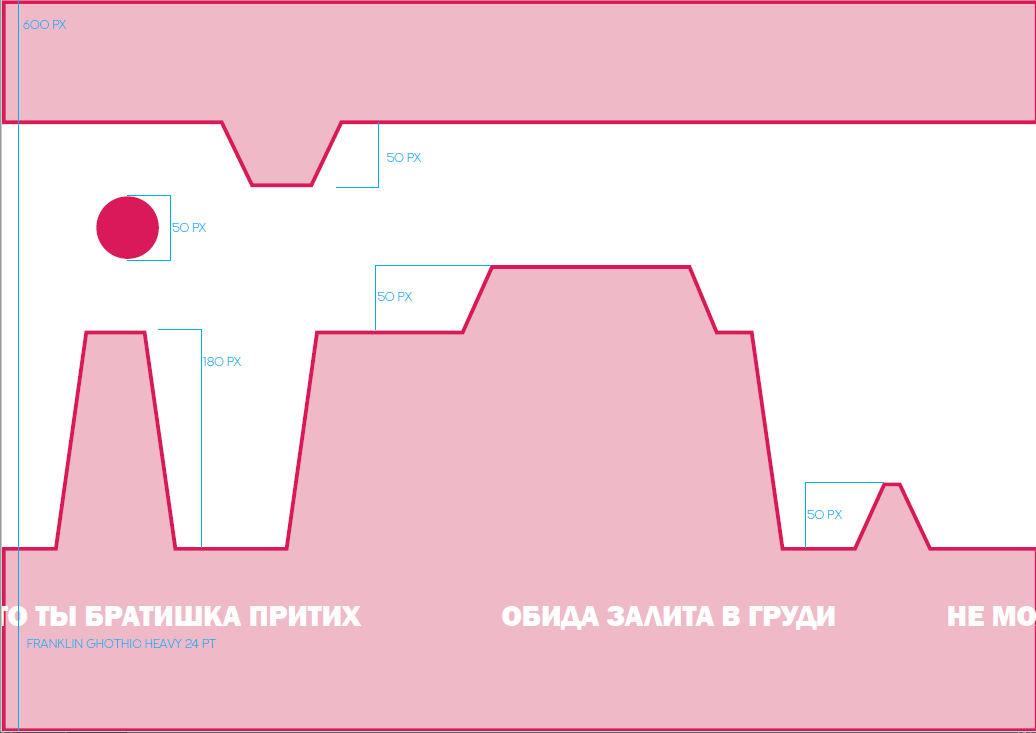 600 PX
50 PX
50 PX
50 PX
180 PX
50 PX
ТО ТЫ БРАТИШКА ПРИТИХ ОБИДА ЗАЛИТА В ГРУДИ НЕ МО
FRANKLIN GHOTHIC HEAVY 24 PT